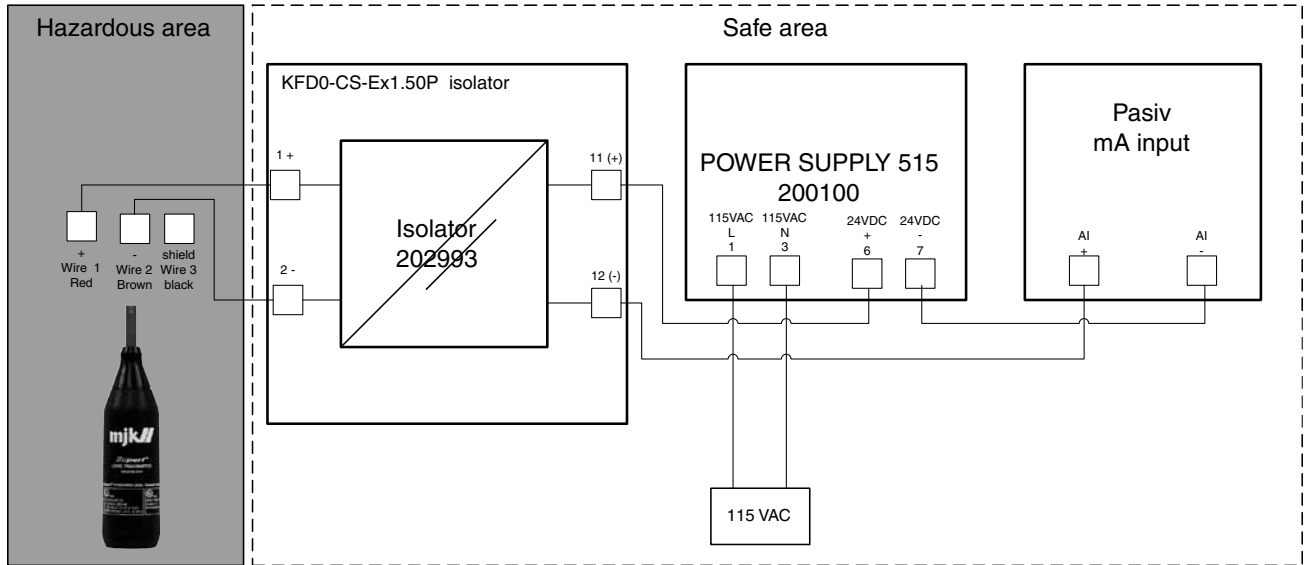 Hazardous area
Safe area
KFD0-CS-Ex1.50P isolator
1 +
2 -
Isolator
202993
11 (+)
12 (-)
+
Wire 1
Red
-
Wire 2
Brown
shield
Wire 3
black
mjk
Expert™
POWER SUPPLY 515
200100
115VAC
L
1
115VAC
N
3
24VDC
+
6
24VDC
-
7
Pasiv
mA input
AI
+
AI
-
115 VAC